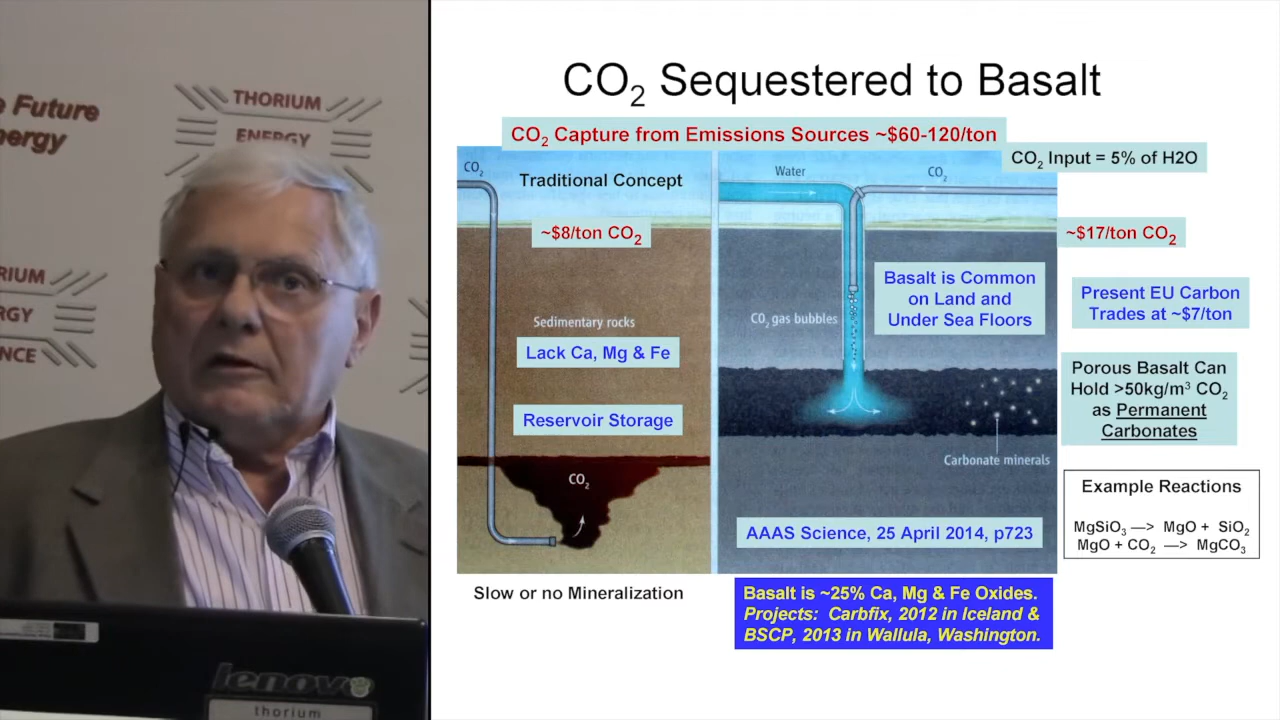 e Future
nergy
THORIUM
ENERGY
RIUM
RGY
NCE
lenovo
thorium
CO₂ Sequestered to Basalt
CO₂ Capture from Emissions Sources ~$60-120/ton
CO₂ Input = 5% of H2O
CO₂
Traditional Concept
~$8/ton CO₂
Sedimentary rocks
Lack Ca, Mg & Fe
Reservoir Storage
CO₂
Slow or no Mineralization
Water
CO₂
~$17/ton CO₂
Basalt is Common
on Land and
Under Sea Floors
CO₂ gas bubbles
Carbonate minerals
AAAS Science, 25 April 2014, p723
Basalt is ~25% Ca, Mg & Fe Oxides.
Projects: Carbfix, 2012 in Iceland &
BSCP, 2013 in Wallula, Washington.
Present EU Carbon
Trades at ~$7/ton
Porous Basalt Can
Hold >50kg/m³ CO₂
as Permanent
Carbonates
Example Reactions
MgSiO₃ —> MgO + SiO₂
MgO + CO₂ —> MgCO₃